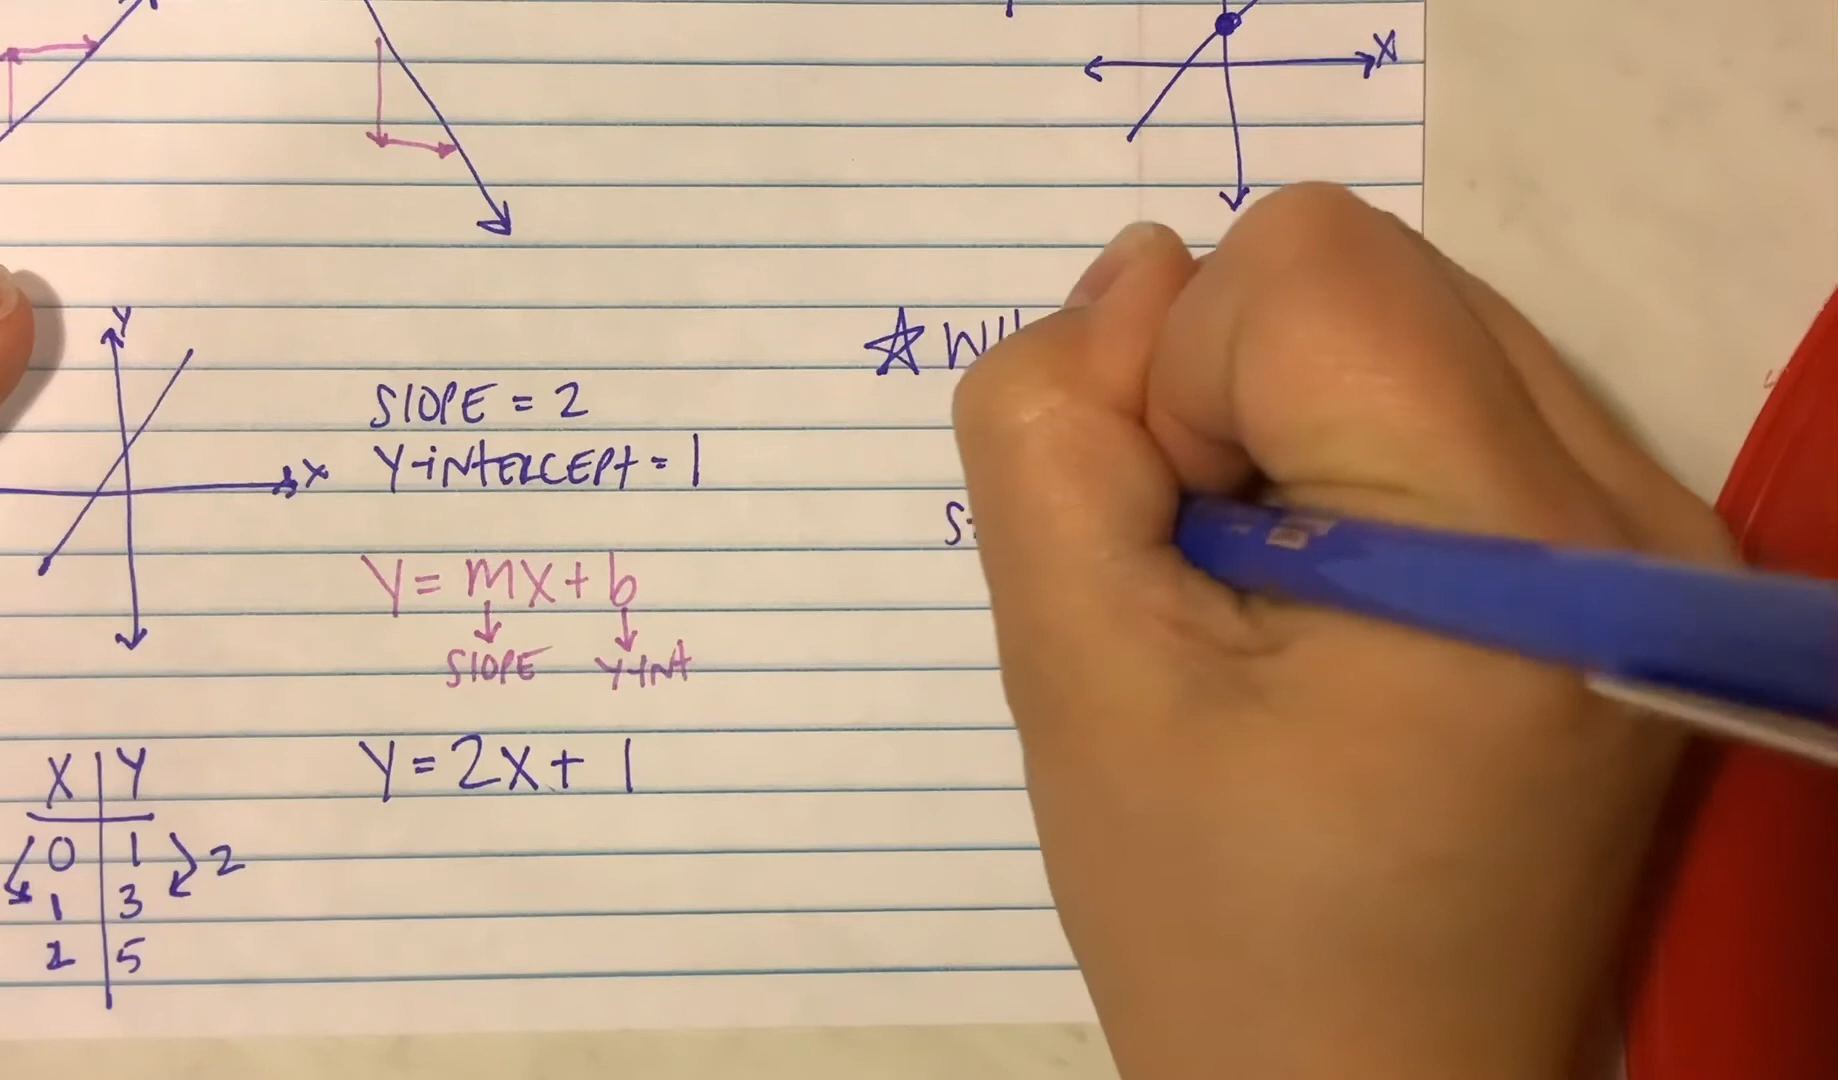 X
Y
X
SlOPE = 2
Y-iNtERCEPt = 1
Y = mX + b
SlOPE Y-iNt
Y = 2X + 1
X Y
0 1 2
1 3
2 5